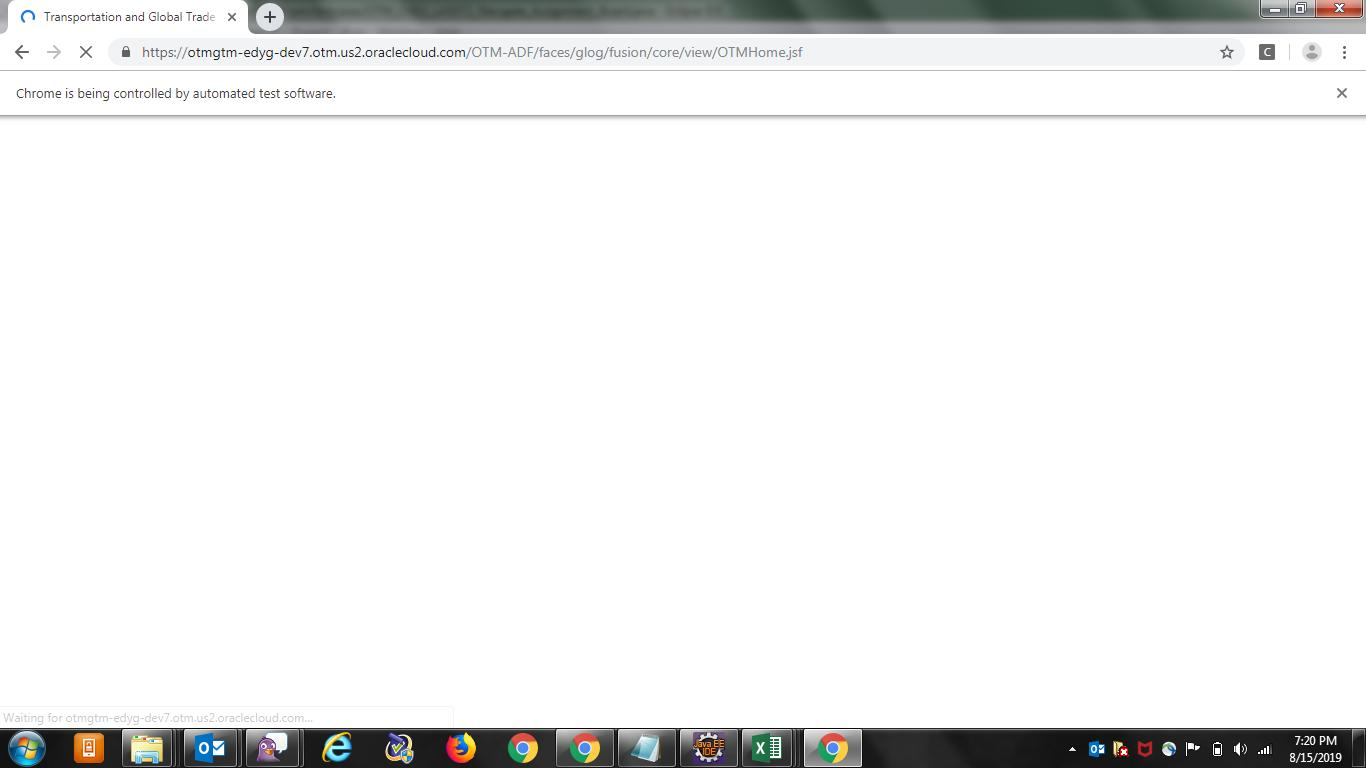 Transportation and Global Trade
https://otmgtm-edyg-dev7.otm.us2.oraclecloud.com/OTM-ADF/faces/glog/fusion/core/view/OTMHome.jsf
C
Chrome is being controlled by automated test software.
Waiting for otmgtm-edyg-dev7.otm.us2.oraclecloud.com...
Java EE
IDE
7:20 PM
8/15/2019